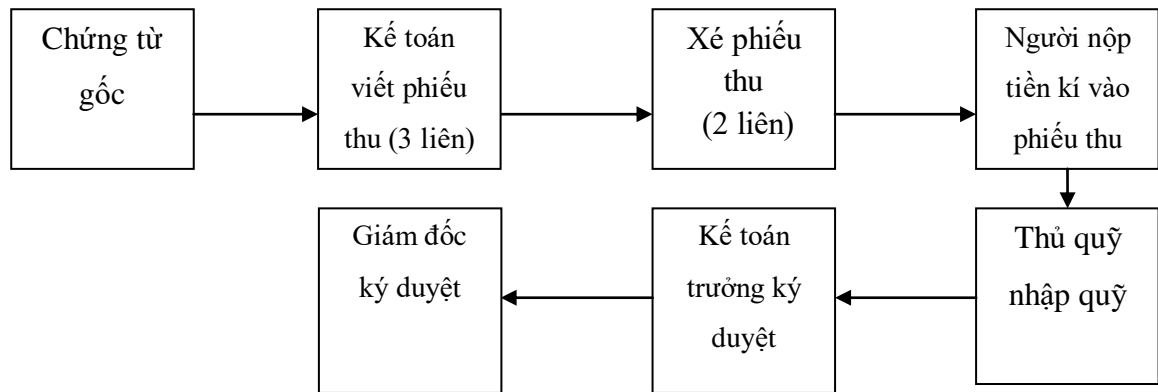 Chứng từ
gốc
Kế toán
viết phiếu
thu (3 liên)
Xé phiếu
thu
(2 liên)
Người nộp
tiền kí vào
phiếu thu
Giám đốc
ký duyệt
Kế toán
trưởng ký
duyệt
Thủ quỹ
nhập quỹ